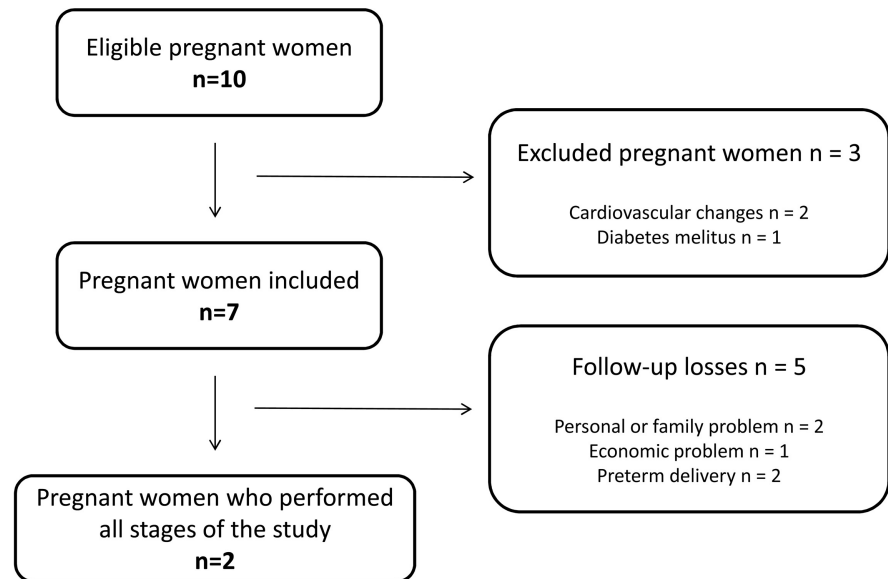 Eligible pregnant women
n=10
Excluded pregnant women n = 3
Cardiovascular changes n = 2
Diabetes melitus n = 1
Pregnant women included
n=7
Follow-up losses n = 5
Personal or family problem n = 2
Economic problem n = 1
Preterm delivery n = 2
Pregnant women who performed
all stages of the study
n=2